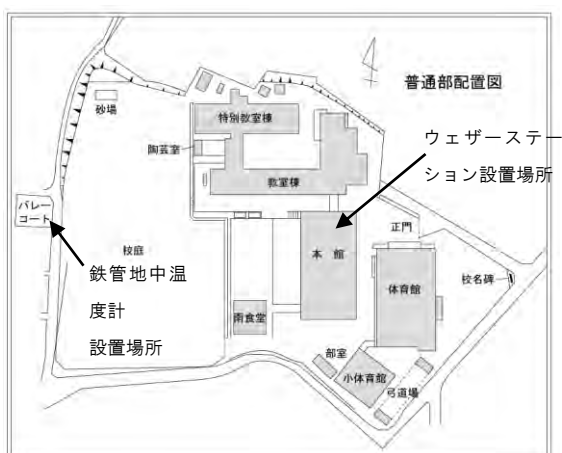 普通部配置図
砂場
特別教室棟
陶芸室
ウェザーステー
ション設置場所
教室棟
バレー
コート
正門
校庭
本館
鉄管地中温
度計
設置場所
体育館
校名碑
南食堂
部室
小体育館
弓道場